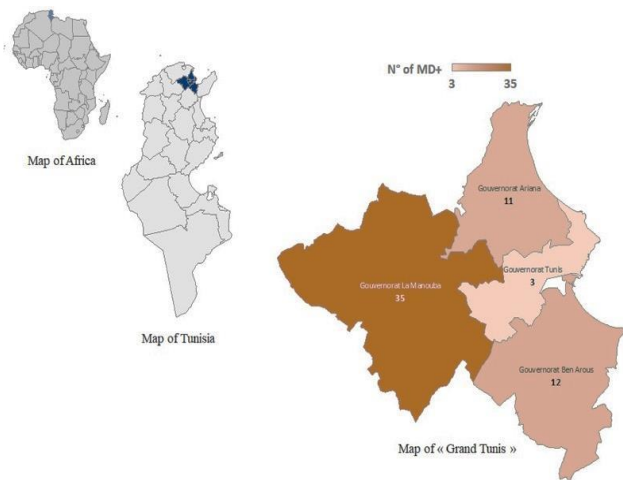 N° of MD+
3 35
Map of Africa
Gouvernorat Ariana
11
Gouvernorat Tunis
3
Gouvernorat La Manouba
35
Map of Tunisia
Gouvernorat Ben Arous
12
Map of « Grand Tunis »